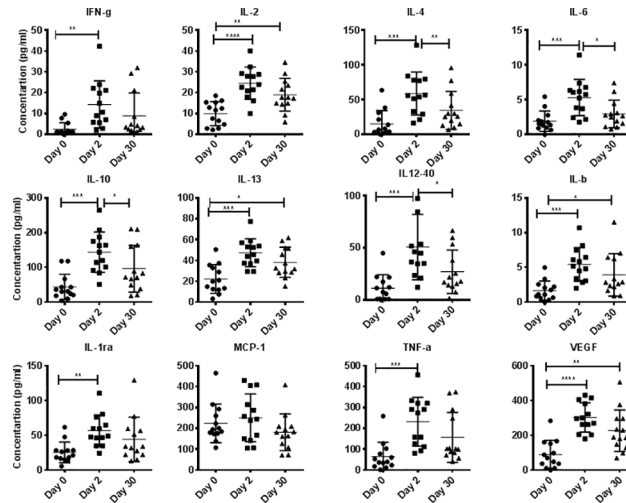 IFN-g IL-2 IL-4 IL-6
Concentartion (pg/ml)
50 40 30 20 10 0
50 40 30 20 10 0
150 100 50 0
15 10 5 0
** ** **** *** ** *** *
Day 0 Day 2 Day 30 Day 0 Day 2 Day 30 Day 0 Day 2 Day 30 Day 0 Day 2 Day 30
IL-10 IL-13 IL12-40 IL-b
Concentartion (pg/ml)
300 200 100 0
100 80 60 40 20 0
100 50 0
15 10 5 0
*** * * *** *** * * ***
Day 0 Day 2 Day 30 Day 0 Day 2 Day 30 Day 0 Day 2 Day 30 Day 0 Day 2 Day 30
IL-1ra MCP-1 TNF-a VEGF
Concentartion (pg/ml)
150 100 50 0
600 400 200 0
500 400 300 200 100 0
800 600 400 200 0
** *** ** ****
Day 0 Day 2 Day 30 Day 0 Day 2 Day 30 Day 0 Day 2 Day 30 Day 0 Day 2 Day 30